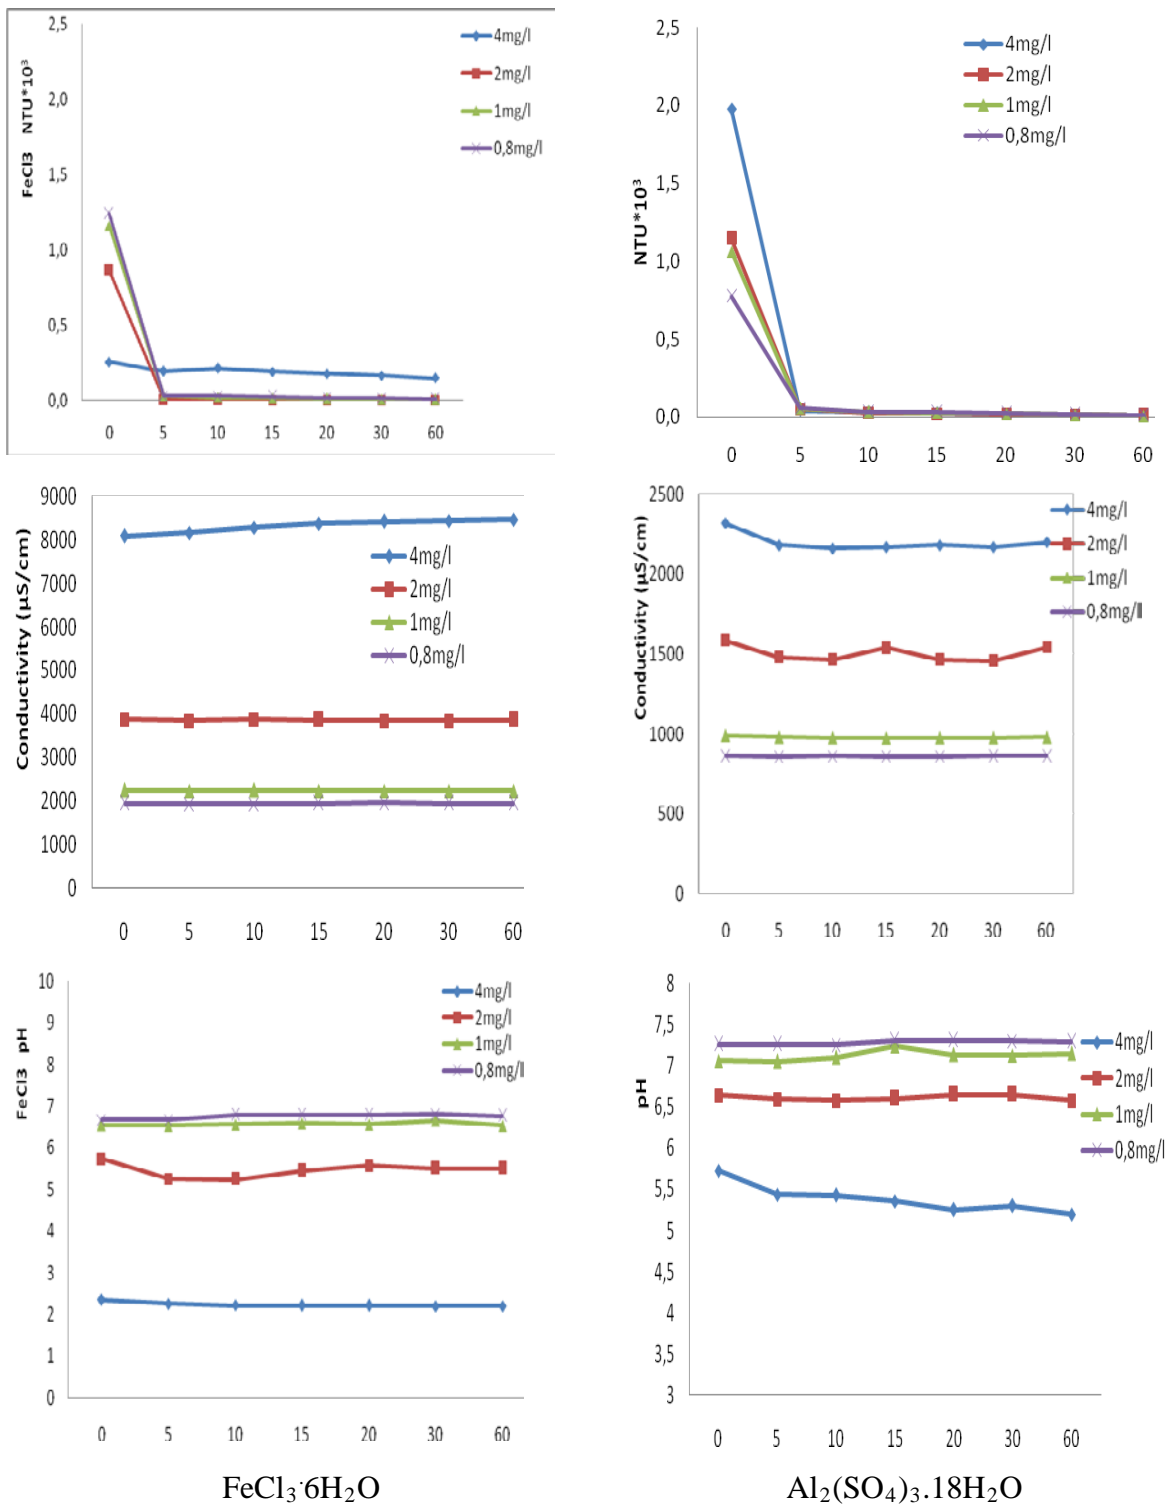 FeCl3 NTU*10³
2,5
2,0
1,5
1,0
0,5
0,0
0 5 10 15 20 30 60
4mg/l
2mg/l
1mg/l
0,8mg/l
NTU*10³
2,5
2,0
1,5
1,0
0,5
0,0
0 5 10 15 20 30 60
4mg/l
2mg/l
1mg/l
0,8mg/l
Conductivity (µS/cm)
9000
8000
7000
6000
5000
4000
3000
2000
1000
0
0 5 10 15 20 30 60
4mg/l
2mg/l
1mg/l
0,8mg/l
Conductivity (µS/cm)
2500
2000
1500
1000
500
0
0 5 10 15 20 30 60
4mg/l
2mg/l
1mg/l
0,8mg/l
FeCl3 pH
10
9
8
7
6
5
4
3
2
1
0
0 5 10 15 20 30 60
4mg/l
2mg/l
1mg/l
0,8mg/l
pH
8
7,5
7
6,5
6
5,5
5
4,5
4
3,5
3
0 5 10 15 20 30 60
4mg/l
2mg/l
1mg/l
0,8mg/l
FeCl₃·6H₂O
Al₂(SO₄)₃.18H₂O